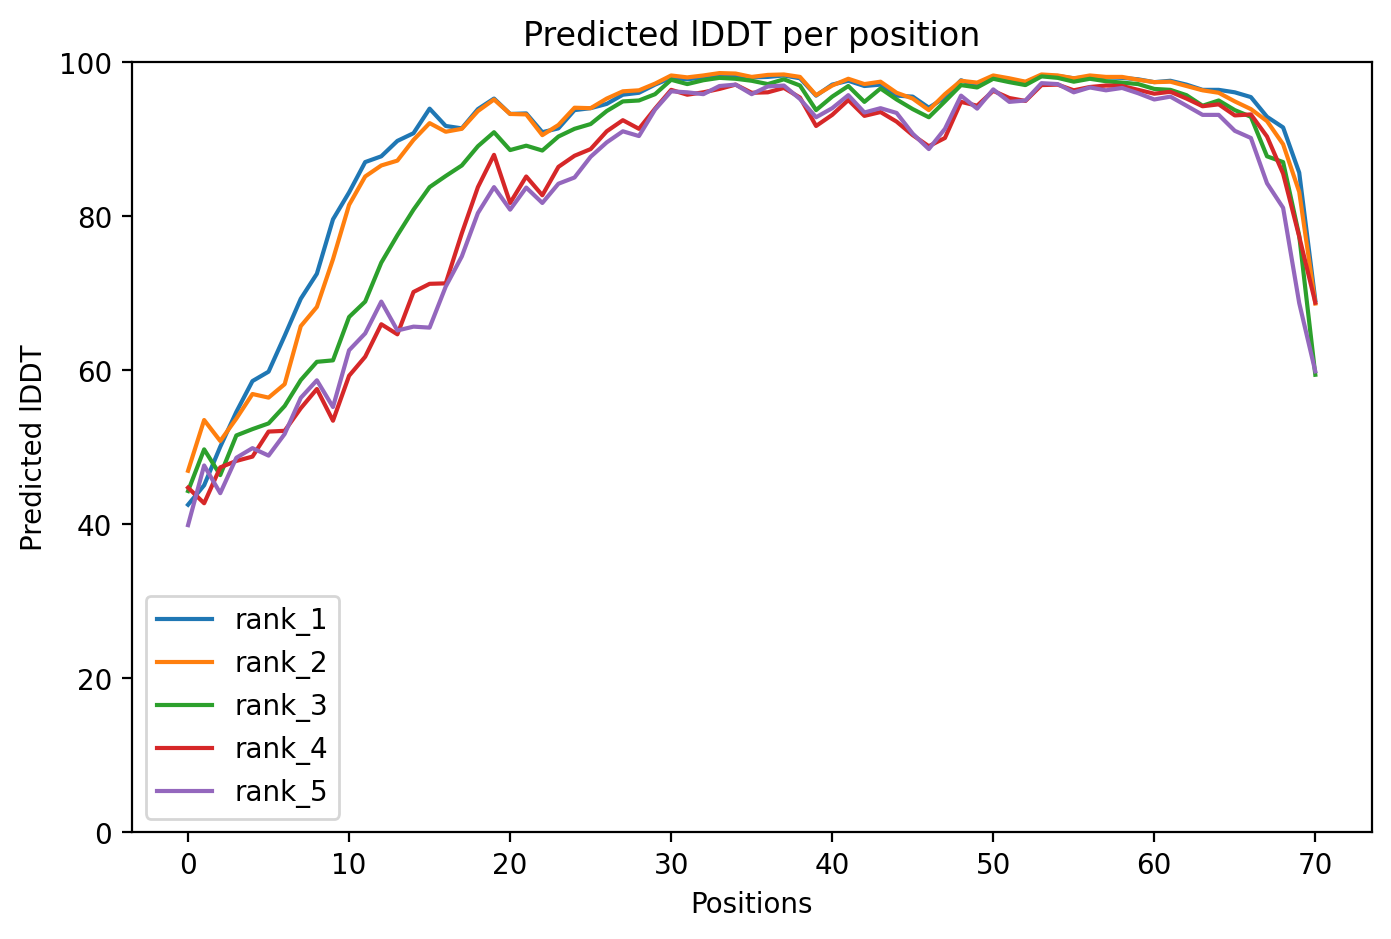 Predicted lDDT per position
Predicted lDDT
100
80
60
40
20
0
rank_1
rank_2
rank_3
rank_4
rank_5
0 10 20 30 40 50 60 70
Positions